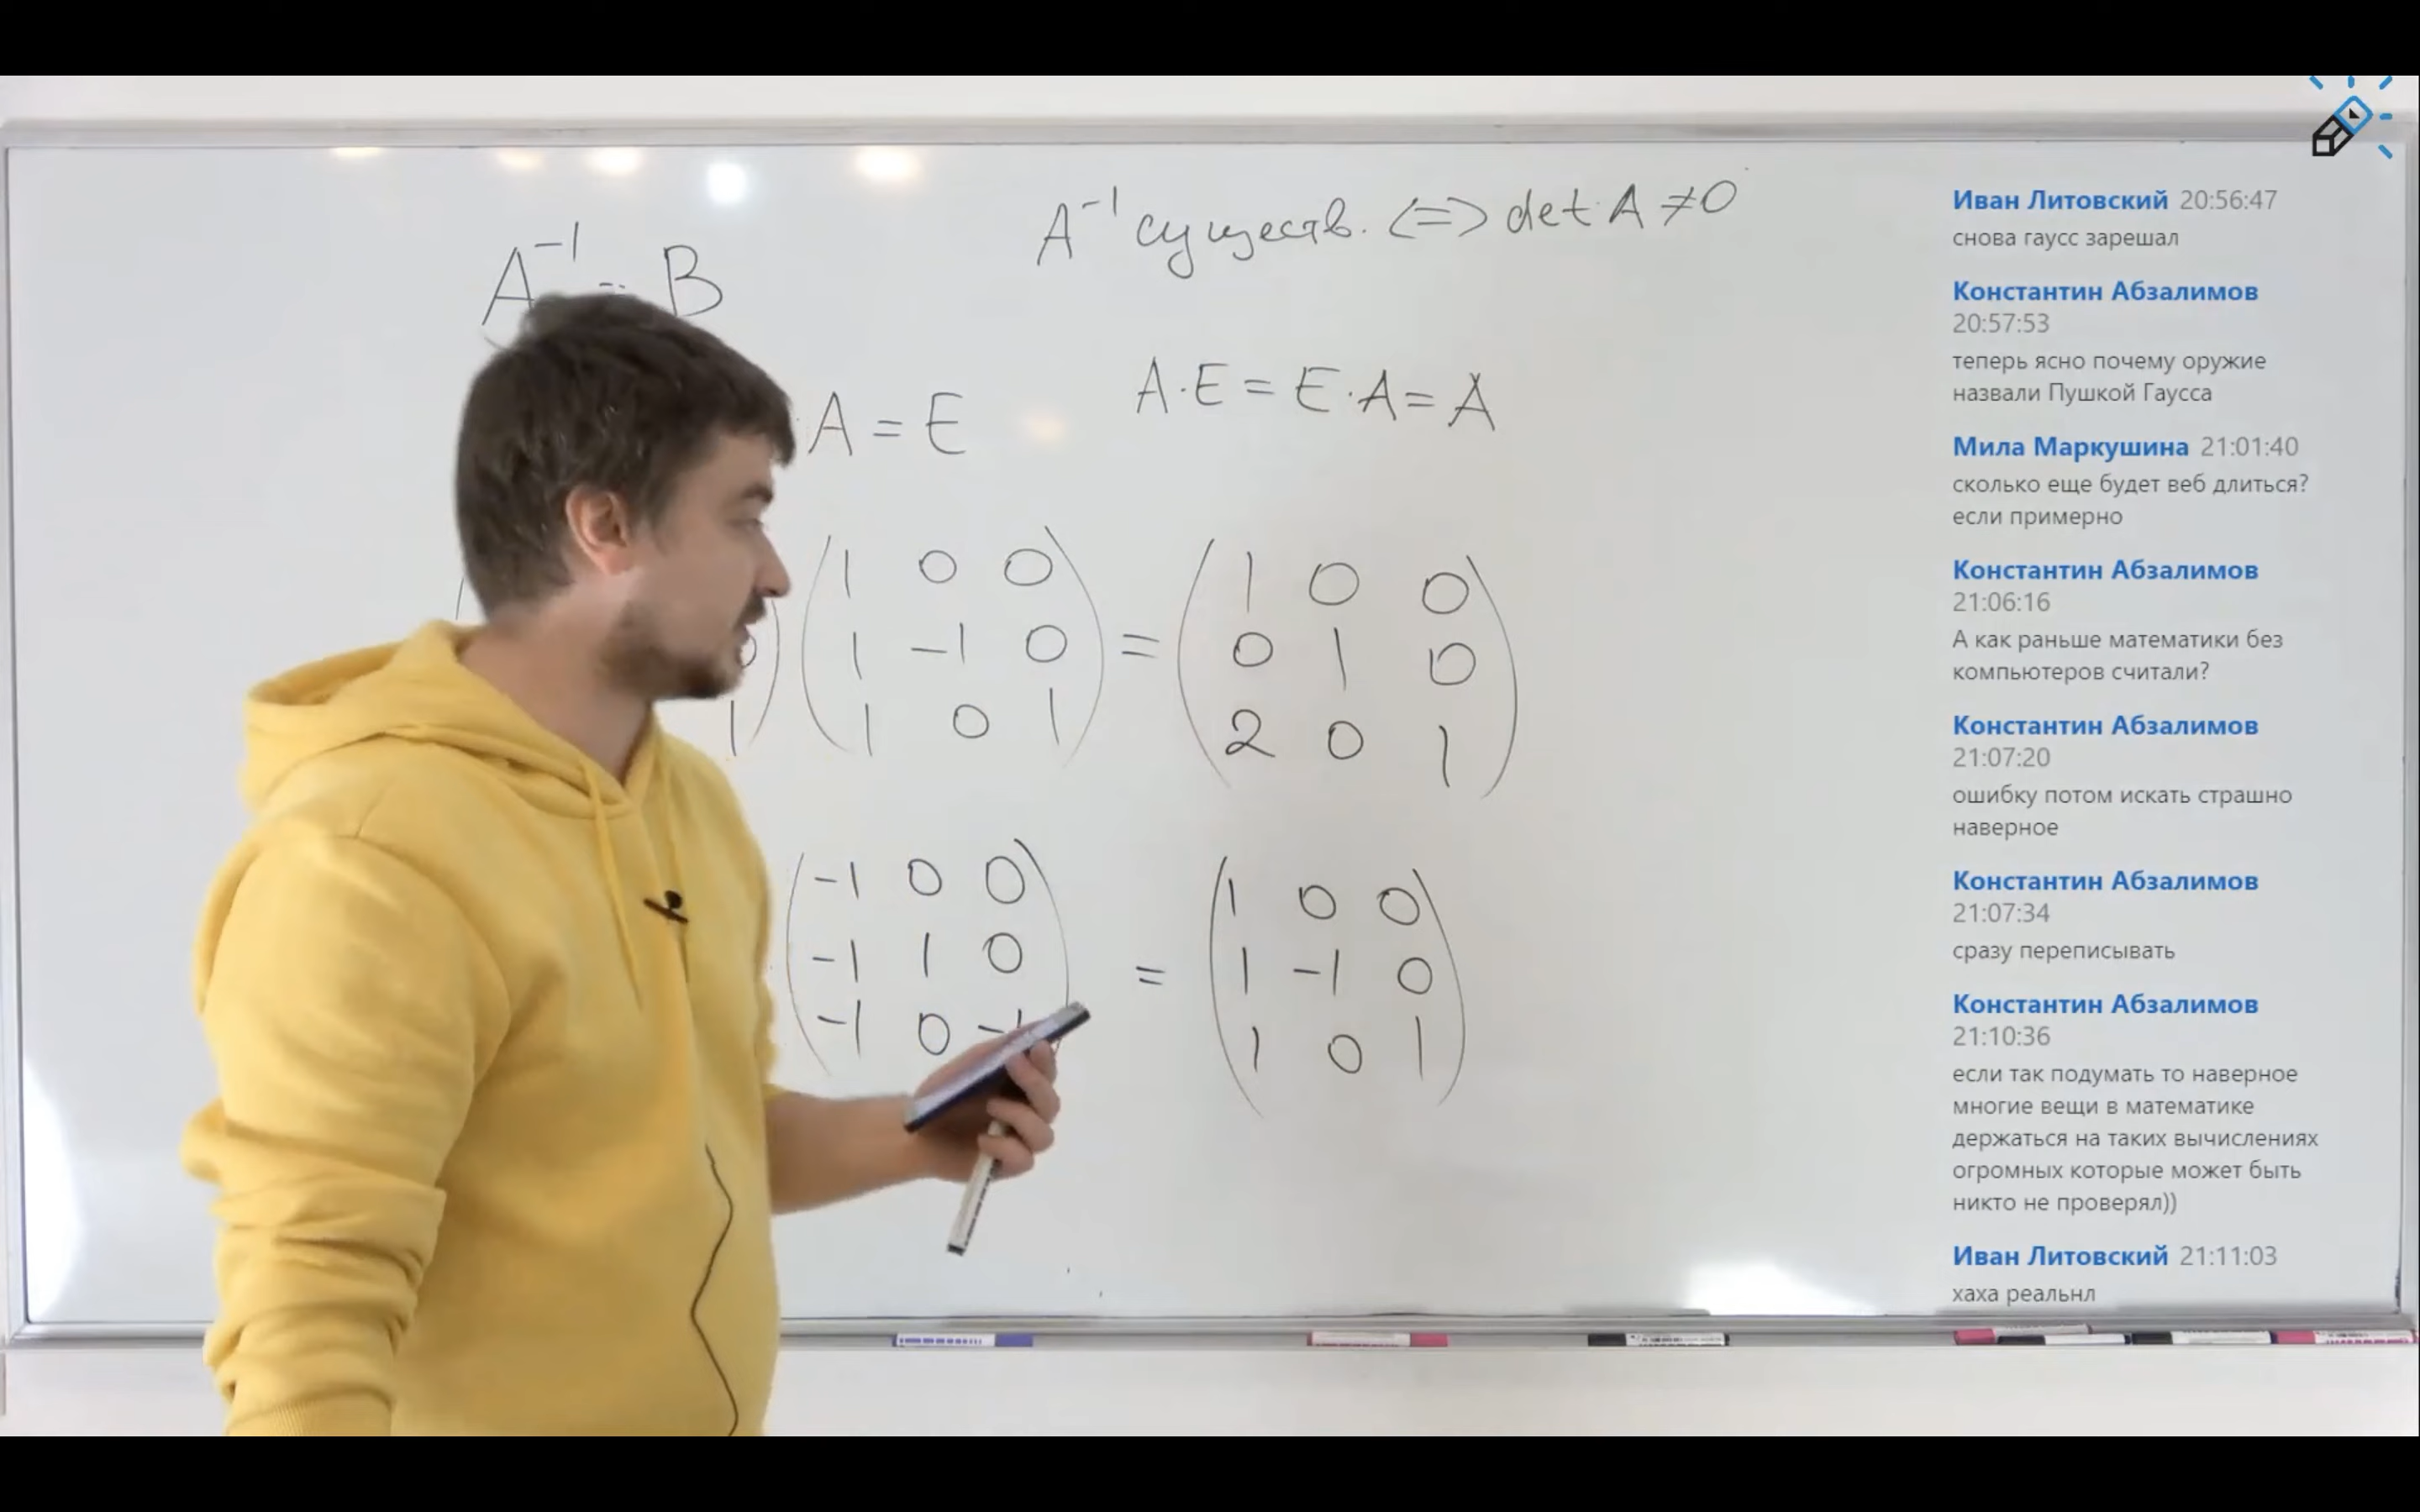 A⁻¹ = B
A⁻¹ существ. <=> det A ≠ 0
· A = E
A · E = E · A = A
0
1
( 1 0 0 ) = ( 1 0 0 )
( 1 -1 0 ) ( 0 1 0 )
( 1 0 1 ) ( 2 0 1 )
( -1 0 0 ) = ( 1 0 0 )
( -1 1 0 ) ( 1 -1 0 )
( -1 0 -1 ( 1 0 1 )
Иван Литовский 20:56:47
снова гаусс зарешал
Константин Абзалимов
20:57:53
теперь ясно почему оружие
назвали Пушкой Гаусса
Мила Маркушина 21:01:40
сколько еще будет веб длиться?
если примерно
Константин Абзалимов
21:06:16
А как раньше математики без
компьютеров считали?
Константин Абзалимов
21:07:20
ошибку потом искать страшно
наверное
Константин Абзалимов
21:07:34
сразу переписывать
Константин Абзалимов
21:10:36
если так подумать то наверное
многие вещи в математике
держаться на таких вычислениях
огромных которые может быть
никто не проверял))
Иван Литовский 21:11:03
хаха реальнл